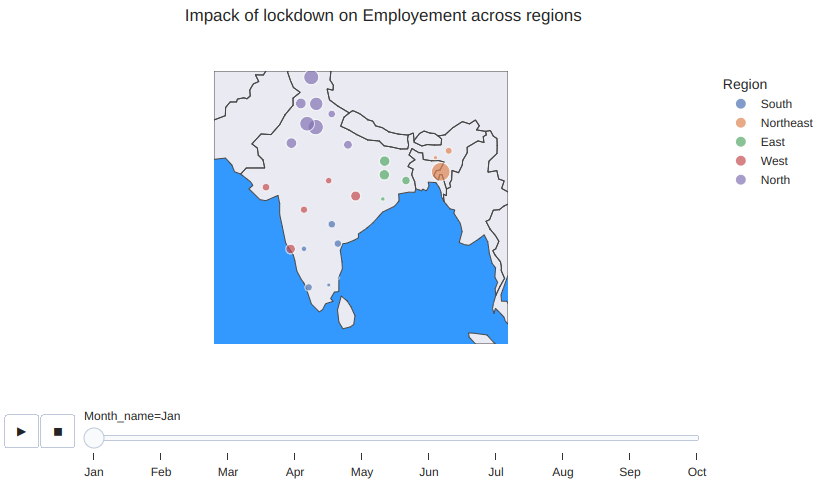 Impack of lockdown on Employement across regions
Region
South
Northeast
East
West
North
Month_name=Jan
Jan Feb Mar Apr May Jun Jul Aug Sep Oct